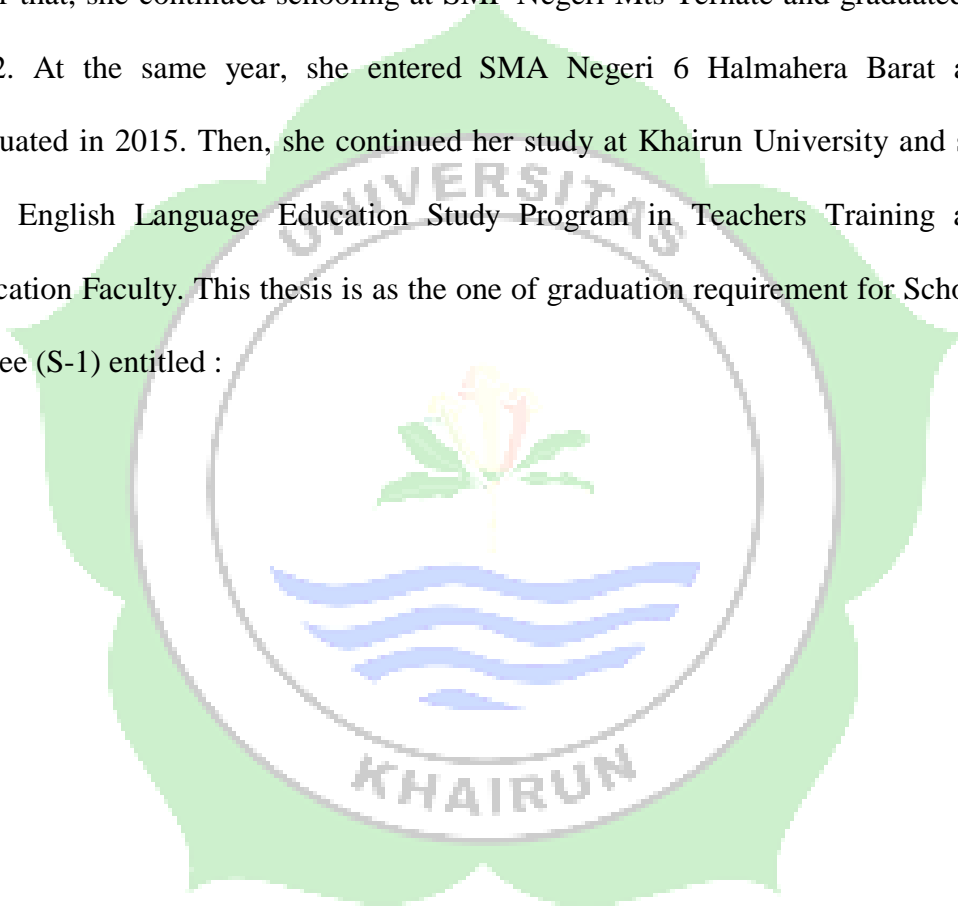 that, she continued schooling at SMP Negeri Mts Ternate and graduated
2. At the same year, she entered SMA Negeri 6 Halmahera Barat
uated in 2015. Then, she continued her study at Khairun University and
English Language Education Study Program in Teachers Training
cation Faculty. This thesis is as the one of graduation requirement for Scho
ee (S-1) entitled :
UNIVERSITAS
KHAIRUN